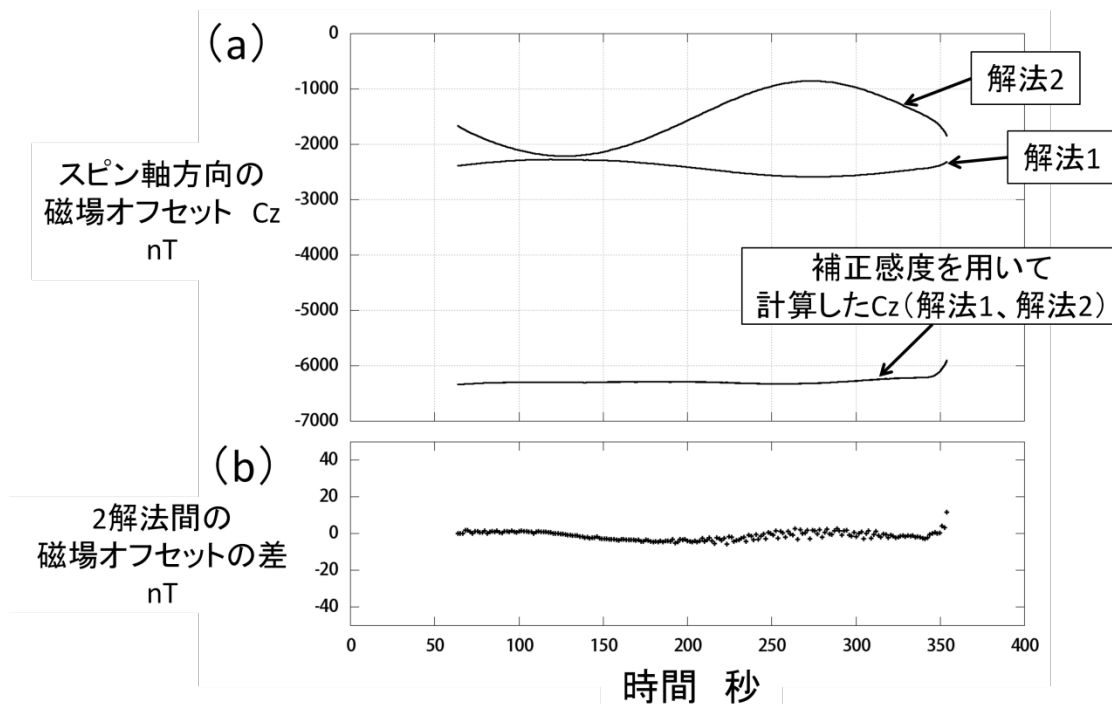 (a)
0
-1000
-2000
-3000
-4000
-5000
-6000
-7000
スピン軸方向の
磁場オフセット Cz
nT
解法2
解法1
補正感度を用いて
計算したCz(解法1、解法2)
(b)
40
20
0
-20
-40
2解法間の
磁場オフセットの差
nT
0 50 100 150 200 250 300 350 400
時間 秒